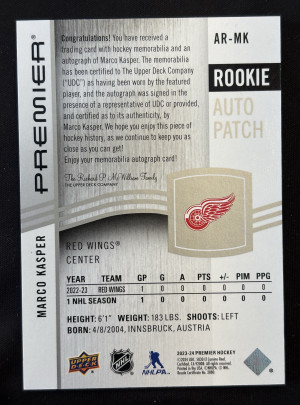 AR-MK
ROOKIE
AUTO
PATCH
PREMIER
MARCO KASPER
Congratulations! You have received a
trading card with hockey memorabilia and an
autograph of Marco Kasper. The
memorabilia has been certified to The Upper Deck Company
("UDC") as having been worn by the featured
player, and the autograph was signed in the
presence of a representative of UDC or provided,
and certified as to its authenticity, by
Marco Kasper. We hope you enjoy this piece of
hockey history, as we continue to keep you as
close as you can get!
Enjoy your memorabilia autograph card!
The Richard P. McWilliam Family
THE UPPER DECK COMPANY
RED WINGS®
CENTER
YEAR TEAM GP G A PTS +/- PIM PPG
2022-23 RED WINGS 1 0 0 0 0 0 0
1 NHL SEASON 1 0 0 0 0 0 0
HEIGHT: 6'1" WEIGHT: 183 LBS. SHOOTS: LEFT
BORN: 4/8/2004, INNSBRUCK, AUSTRIA
UPPER DECK
NHL
NHLPA
2023-24 PREMIER HOCKEY